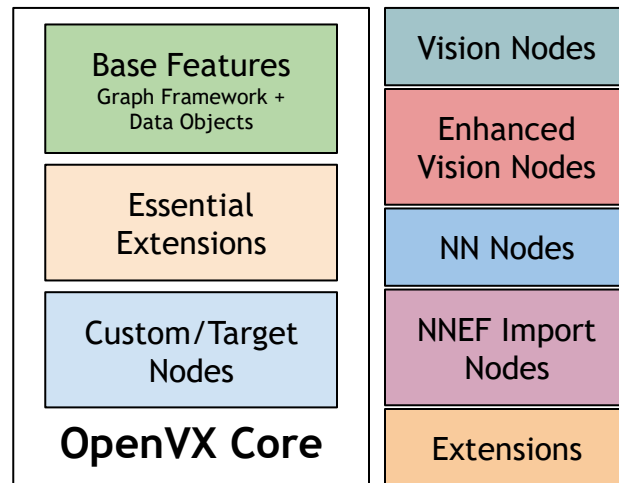 Base Features
Graph Framework +
Data Objects
Essential
Extensions
Custom/Target
Nodes
OpenVX Core
Vision Nodes
Enhanced
Vision Nodes
NN Nodes
NNEF Import
Nodes
Extensions